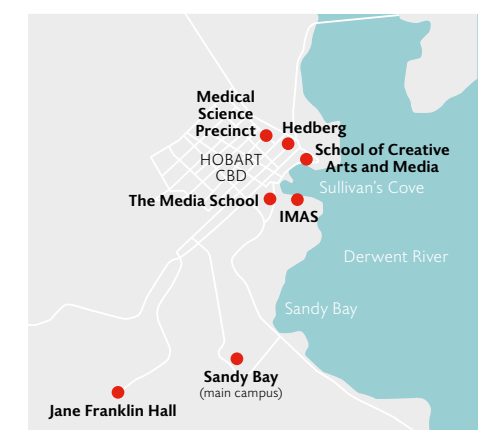 Medical
Science
Precinct
Hedberg
School of Creative
Arts and Media
HOBART
CBD
Sullivan's Cove
The Media School
IMAS
Derwent River
Sandy Bay
Sandy Bay
(main campus)
Jane Franklin Hall